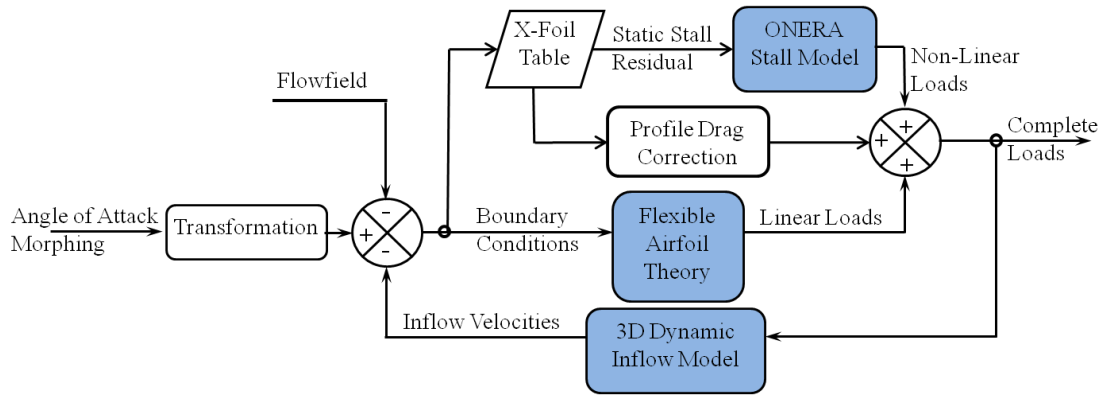 X-Foil
Table
Static Stall
Residual
ONERA
Stall Model
Non-Linear
Loads
Flowfield
Profile Drag
Correction
+
+
+
Complete
Loads
Angle of Attack
Morphing
Transformation
-
+
-
Boundary
Conditions
Flexible
Airfoil
Theory
Linear Loads
Inflow Velocities
3D Dynamic
Inflow Model